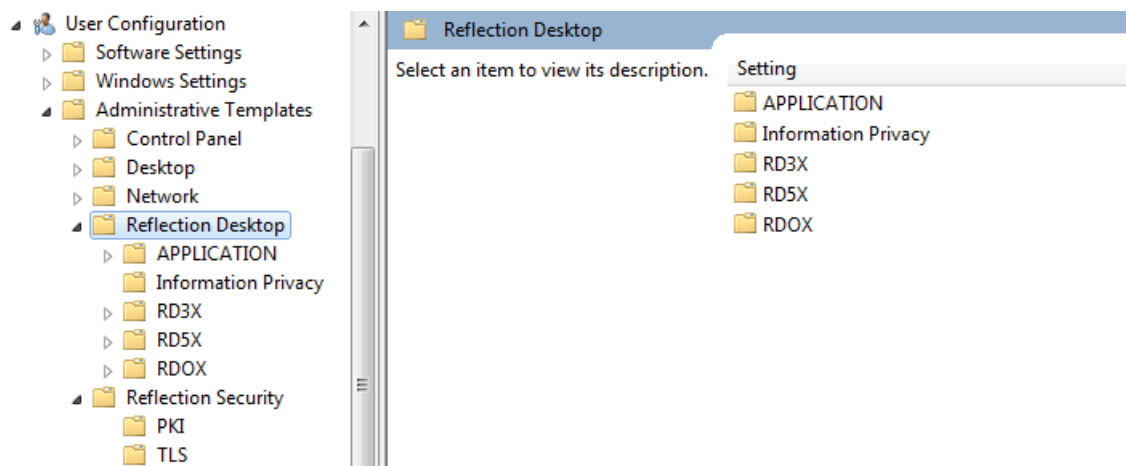 User Configuration
Software Settings
Windows Settings
Administrative Templates
Control Panel
Desktop
Network
Reflection Desktop
APPLICATION
Information Privacy
RD3X
RD5X
RDOX
Reflection Security
PKI
TLS
Reflection Desktop
Select an item to view its description.
Setting
APPLICATION
Information Privacy
RD3X
RD5X
RDOX